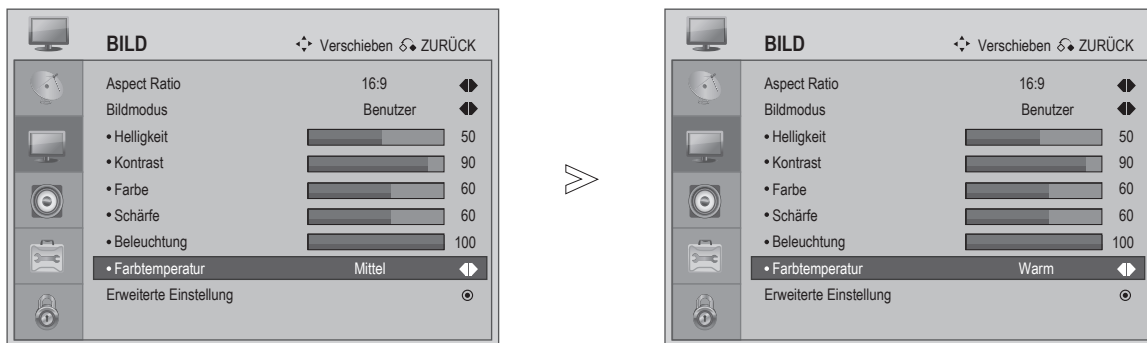 BILD
Verschieben ZURÜCK
Aspect Ratio 16:9
Bildmodus Benutzer
• Helligkeit 50
• Kontrast 90
• Farbe 60
• Schärfe 60
• Beleuchtung 100
• Farbtemperatur Mittel
Erweiterte Einstellung
>
BILD
Verschieben ZURÜCK
Aspect Ratio 16:9
Bildmodus Benutzer
• Helligkeit 50
• Kontrast 90
• Farbe 60
• Schärfe 60
• Beleuchtung 100
• Farbtemperatur Warm
Erweiterte Einstellung